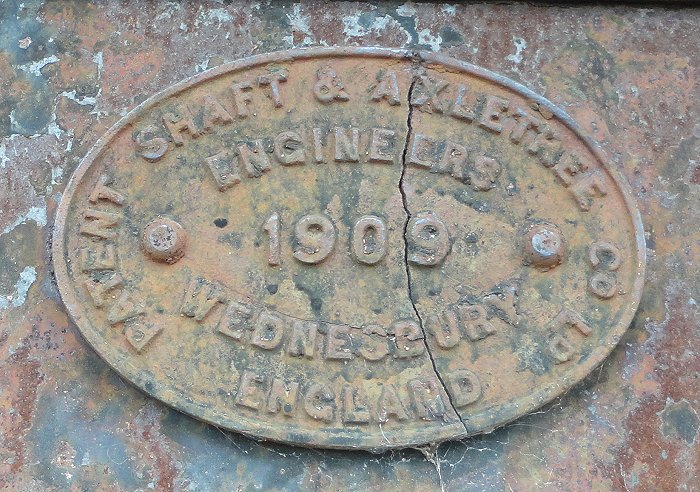 PATENT SHAFT & AXLETREE CO LD
ENGINEERS
1909
WEDNESBURY
ENGLAND